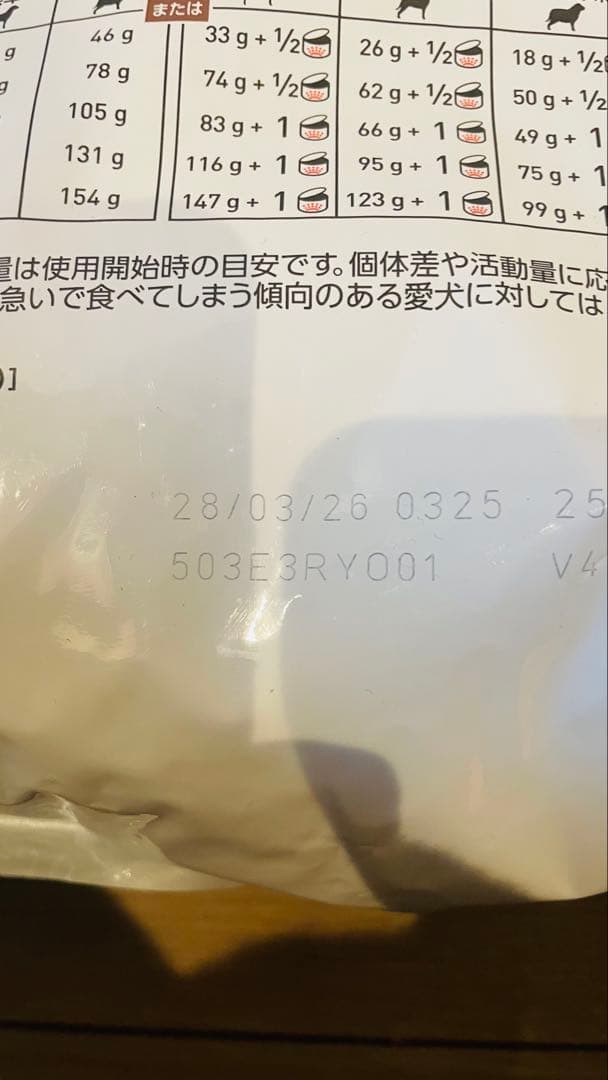 または
g 46 g 33 g + 1/2 26 g + 1/2 18 g + 1/2
g 78 g 74 g + 1/2 62 g + 1/2 50 g + 1/2
105 g 83 g + 1 66 g + 1 49 g + 1
131 g 116 g + 1 95 g + 1 75 g + 1
154 g 147 g + 1 123 g + 1 99 g + 1
量は使用開始時の目安です。個体差や活動量に応
急いで食べてしまう傾向のある愛犬に対しては
)]
28/03/26 0325 25
503E3RY001 V4